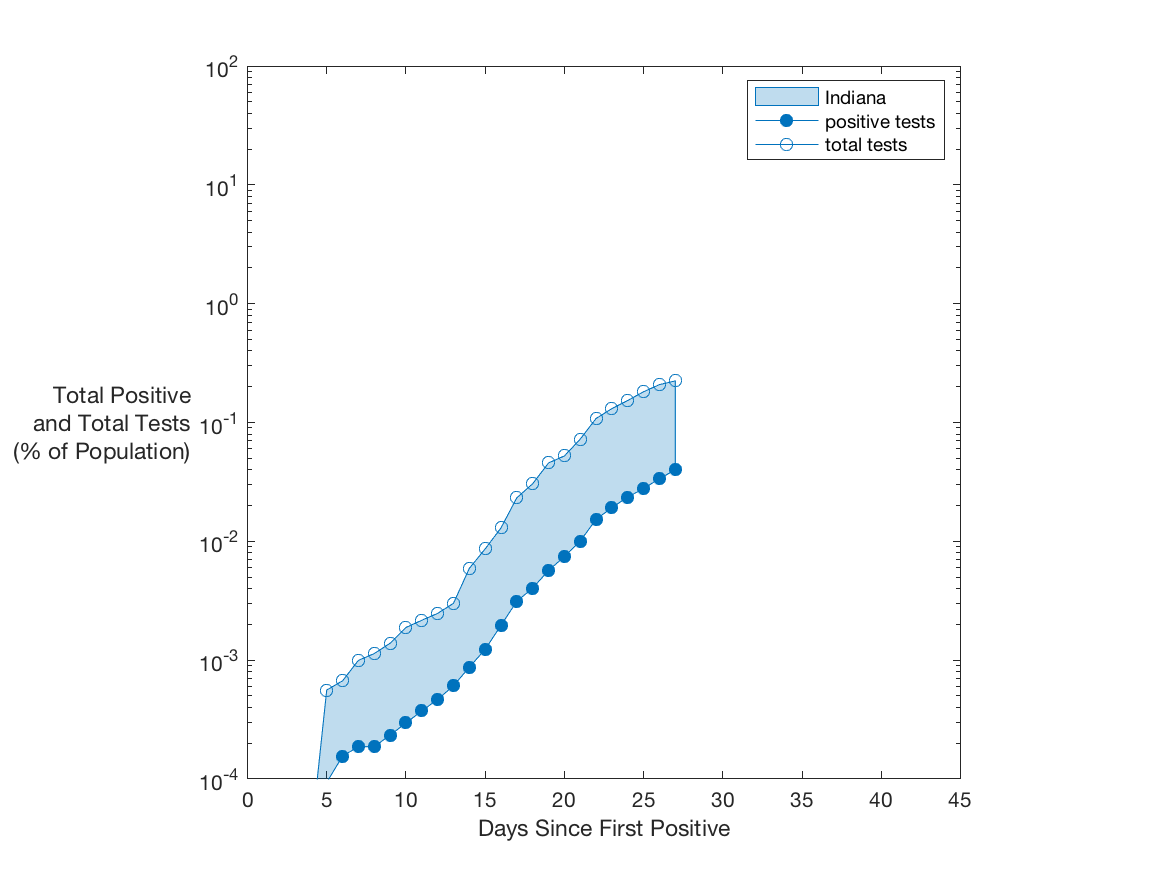 10^2
10^1
10^0
10^-1
10^-2
10^-3
10^-4
Total Positive
and Total Tests
(% of Population)
Indiana
positive tests
total tests
0 5 10 15 20 25 30 35 40 45
Days Since First Positive